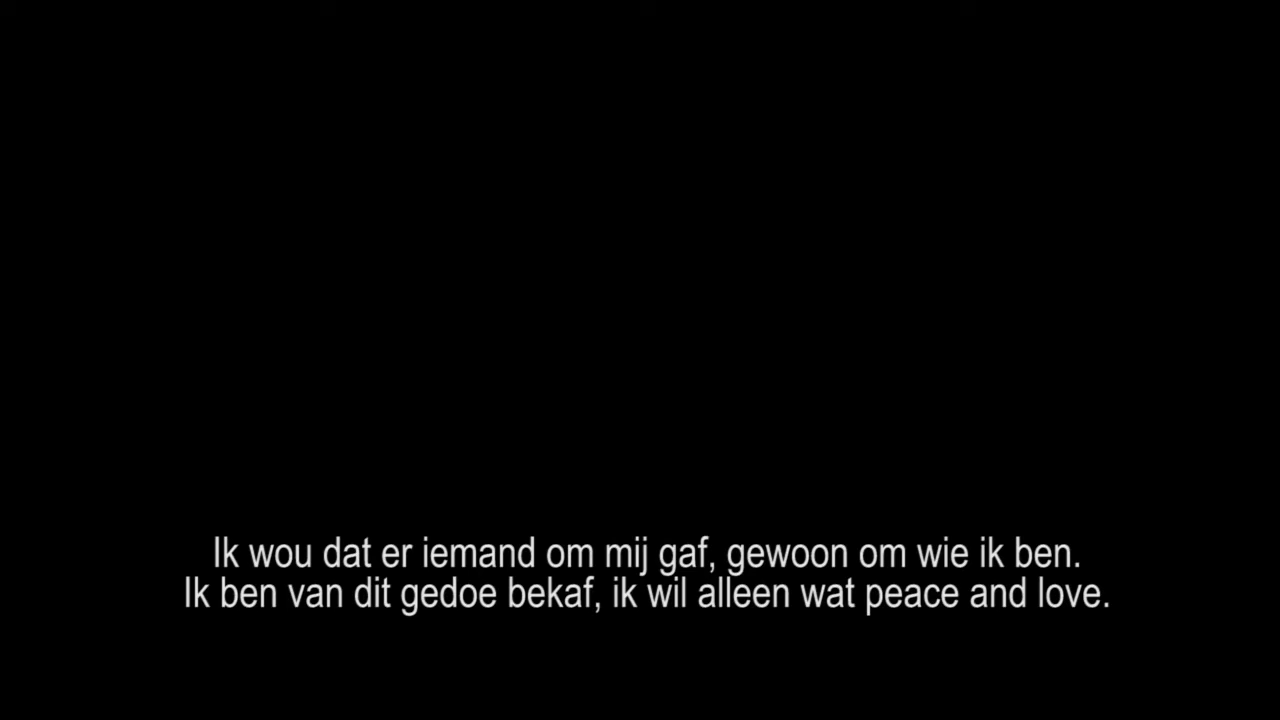 Ik wou dat er iemand om mij gaf, gewoon om wie ik ben.
Ik ben van dit gedoe bekaf, ik wil alleen wat peace and love.